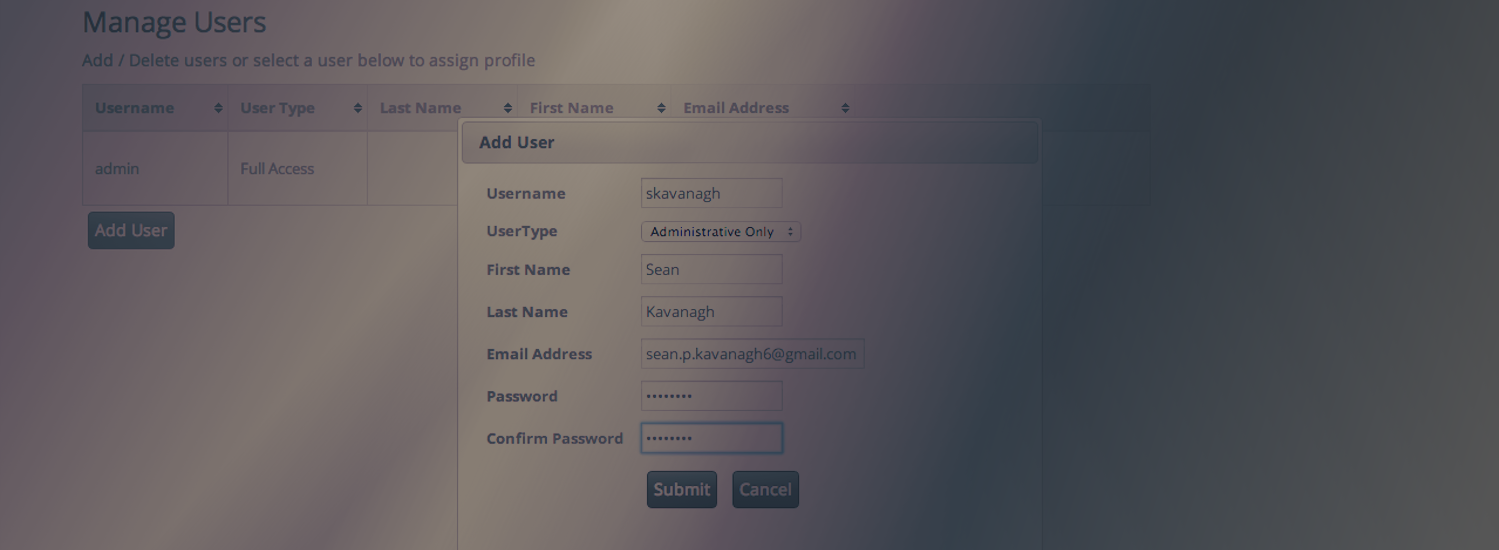 Manage Users
Add / Delete users or select a user below to assign profile
Username User Type Last Name First Name Email Address
admin Full Access
Add User
Add User
Username skavanagh
UserType Administrative Only
First Name Sean
Last Name Kavanagh
Email Address sean.p.kavanagh6@gmail.com
Password ••••••••
Confirm Password ••••••••
Submit Cancel